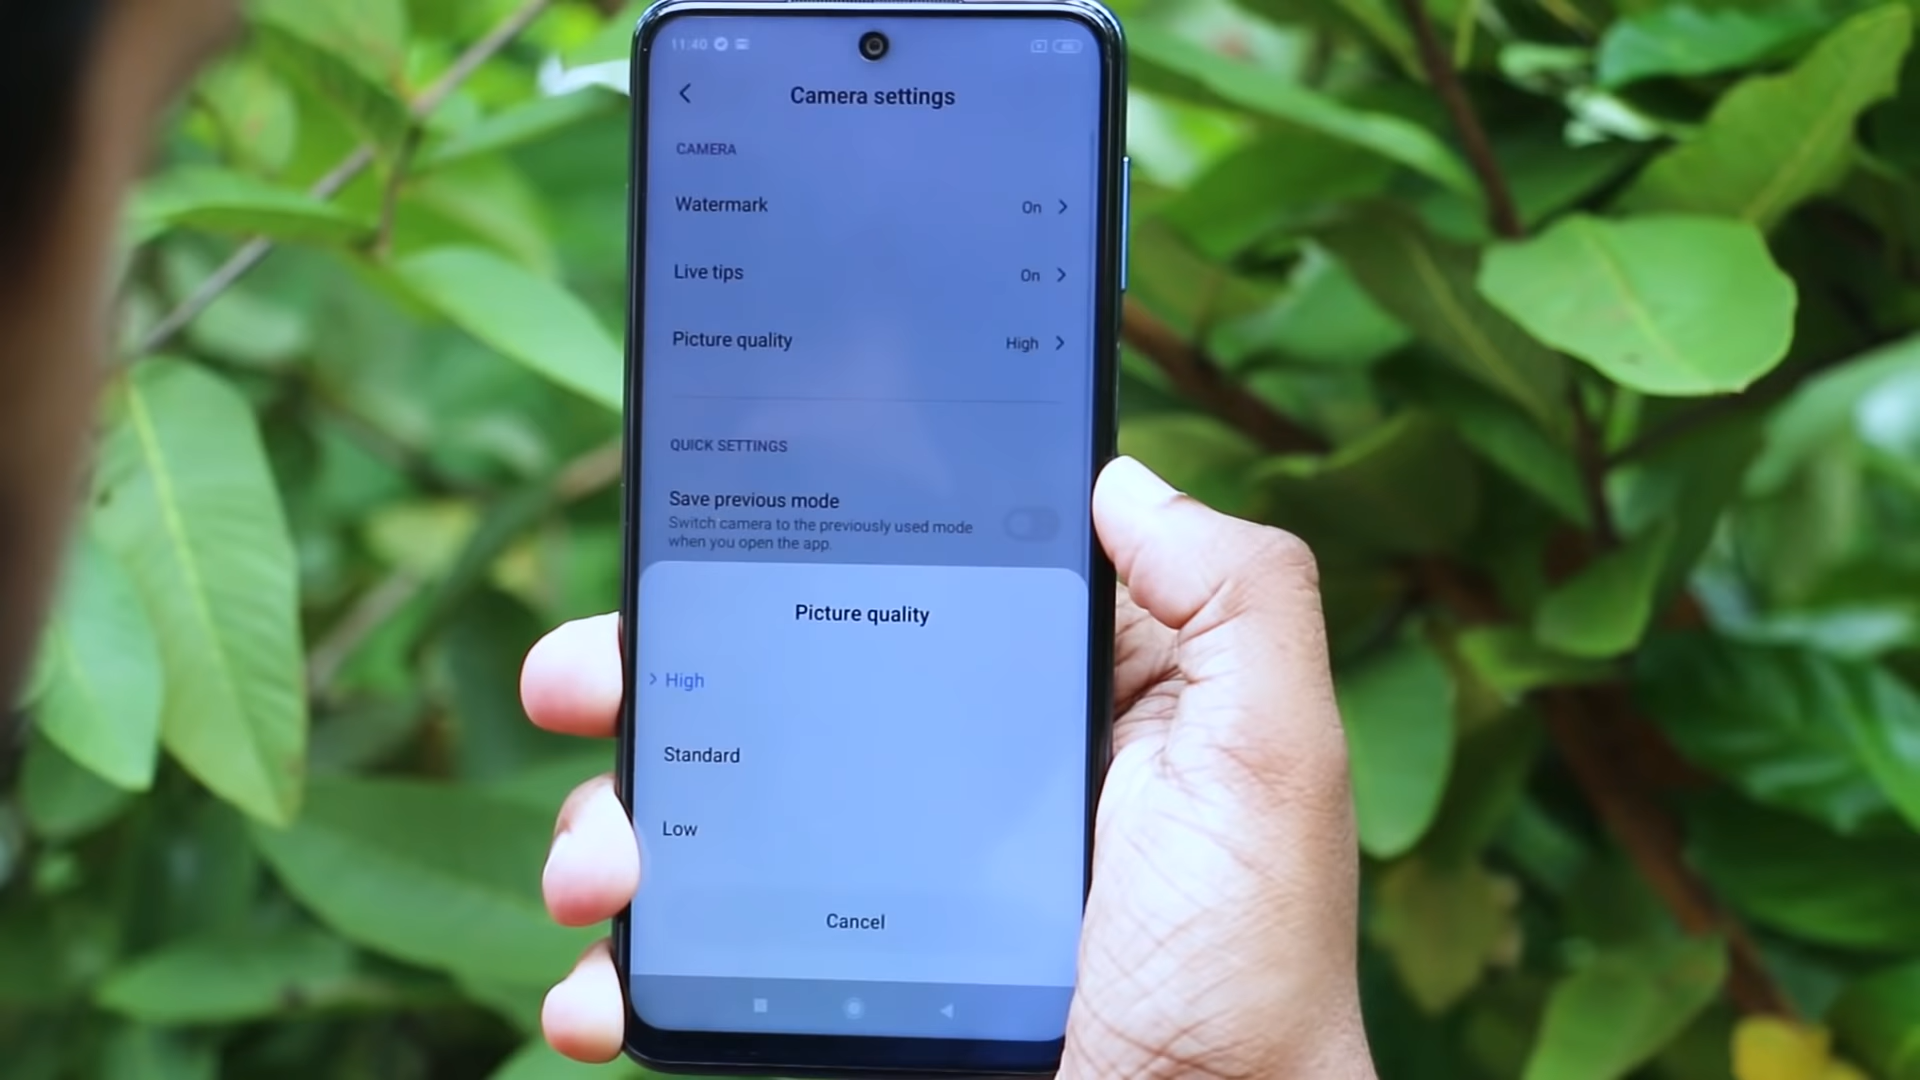 11:40
Camera settings
CAMERA
Watermark On
Live tips On
Picture quality High
QUICK SETTINGS
Save previous mode
Switch camera to the previously used mode
when you open the app.
Picture quality
High
Standard
Low
Cancel